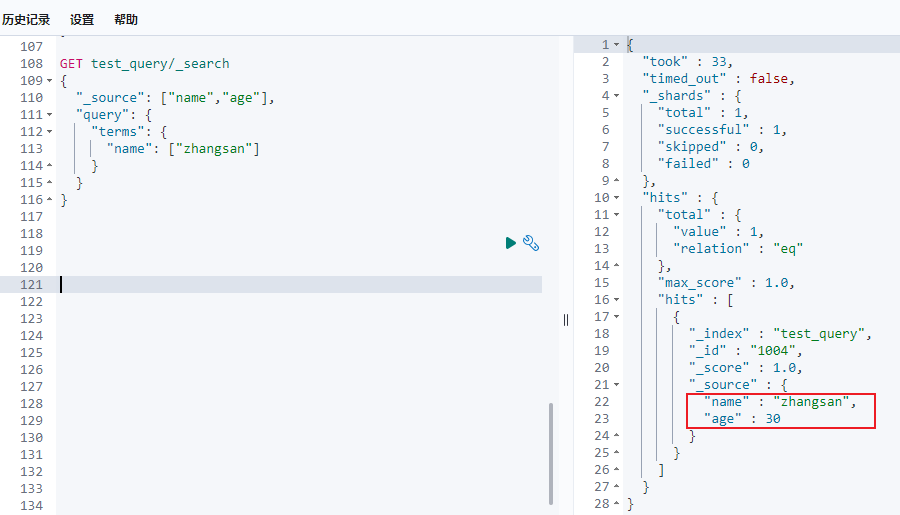 历史记录 设置 帮助
107
108 GET test_query/_search
109 {
110 "_source": ["name","age"],
111 "query": {
112 "terms": {
113 "name": ["zhangsan"]
114 }
115 }
116 }
117
118
119
120
121
122
123
124
125
126
127
128
129
130
131
132
133
134
1 {
2 "took" : 33,
3 "timed_out" : false,
4 "_shards" : {
5 "total" : 1,
6 "successful" : 1,
7 "skipped" : 0,
8 "failed" : 0
9 },
10 "hits" : {
11 "total" : {
12 "value" : 1,
13 "relation" : "eq"
14 },
15 "max_score" : 1.0,
16 "hits" : [
17 {
18 "_index" : "test_query",
19 "_id" : "1004",
20 "_score" : 1.0,
21 "_source" : {
22 "name" : "zhangsan",
23 "age" : 30
24 }
25 }
26 ]
27 }
28 }